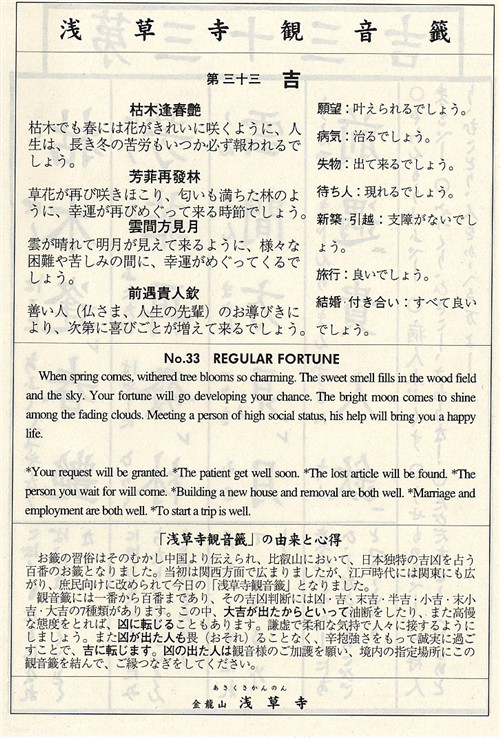 浅草寺観音籤
第三十三 吉
枯木逢春艶
枯木でも春には花がきれいに咲くように、人
生は、長き冬の苦労もいつか必ず報われるで
しょう。
芳菲再發林
草花が再び咲きほこり、匂いも満ちた林のよ
うに、幸運が再びめぐって来る時節でしょう。
雲間方見月
雲が晴れて明月が見えて来るように、様々な
困難や苦しみの間に、幸運がめぐってくるで
しょう。
前遇貴人欽
善い人（仏さま、人生の先輩）のお導びきに
より、次第に喜びごとが増えて来るでしょう。
願望：叶えられるでしょう。
病気：治るでしょう。
失物：出て来るでしょう。
待ち人：現れるでしょう。
新築・引越：支障がないでし
ょう。
旅行：良いでしょう。
結婚・付き合い：すべて良い
でしょう。
No.33 REGULAR FORTUNE
When spring comes, withered tree blooms so charming. The sweet smell fills in the wood field
and the sky. Your fortune will go developing your chance. The bright moon comes to shine
among the fading clouds. Meeting a person of high social status, his help will bring you a happy
life.
*Your request will be granted. *The patient get well soon. *The lost article will be found. *The
person you wait for will come. *Building a new house and removal are both well. *Marriage and
employment are both well. *To start a trip is well.
「浅草寺観音籤」の由来と心得
お籤の習俗はそのむかし中国より伝えられ、比叡山において、日本独特の吉凶を占う
百番のお籤となりました。当初は関西方面で広まりましたが、江戸時代には関東にも広
がり、庶民向けに改められて今日の「浅草寺観音籤」となりました。
観音籤には一番から百番まであり、その吉凶判断には凶・吉・末吉・半吉・小吉・末小
吉・大吉の7種類があります。この中、大吉が出たからといって油断をしたり、また高慢
な態度をとれば、凶に転じることもあります。謙虚で柔和な気持で人々に接するように
しましょう。また凶が出た人も畏（おそれ）ることなく、辛抱強さをもって誠実に過ご
すことで、吉に転じます。凶の出た人は観音様のご加護を願い、境内の指定場所にこの
観音籤を結んで、ご縁つなぎをしてください。
あさくさかんのん
金龍山 浅草寺